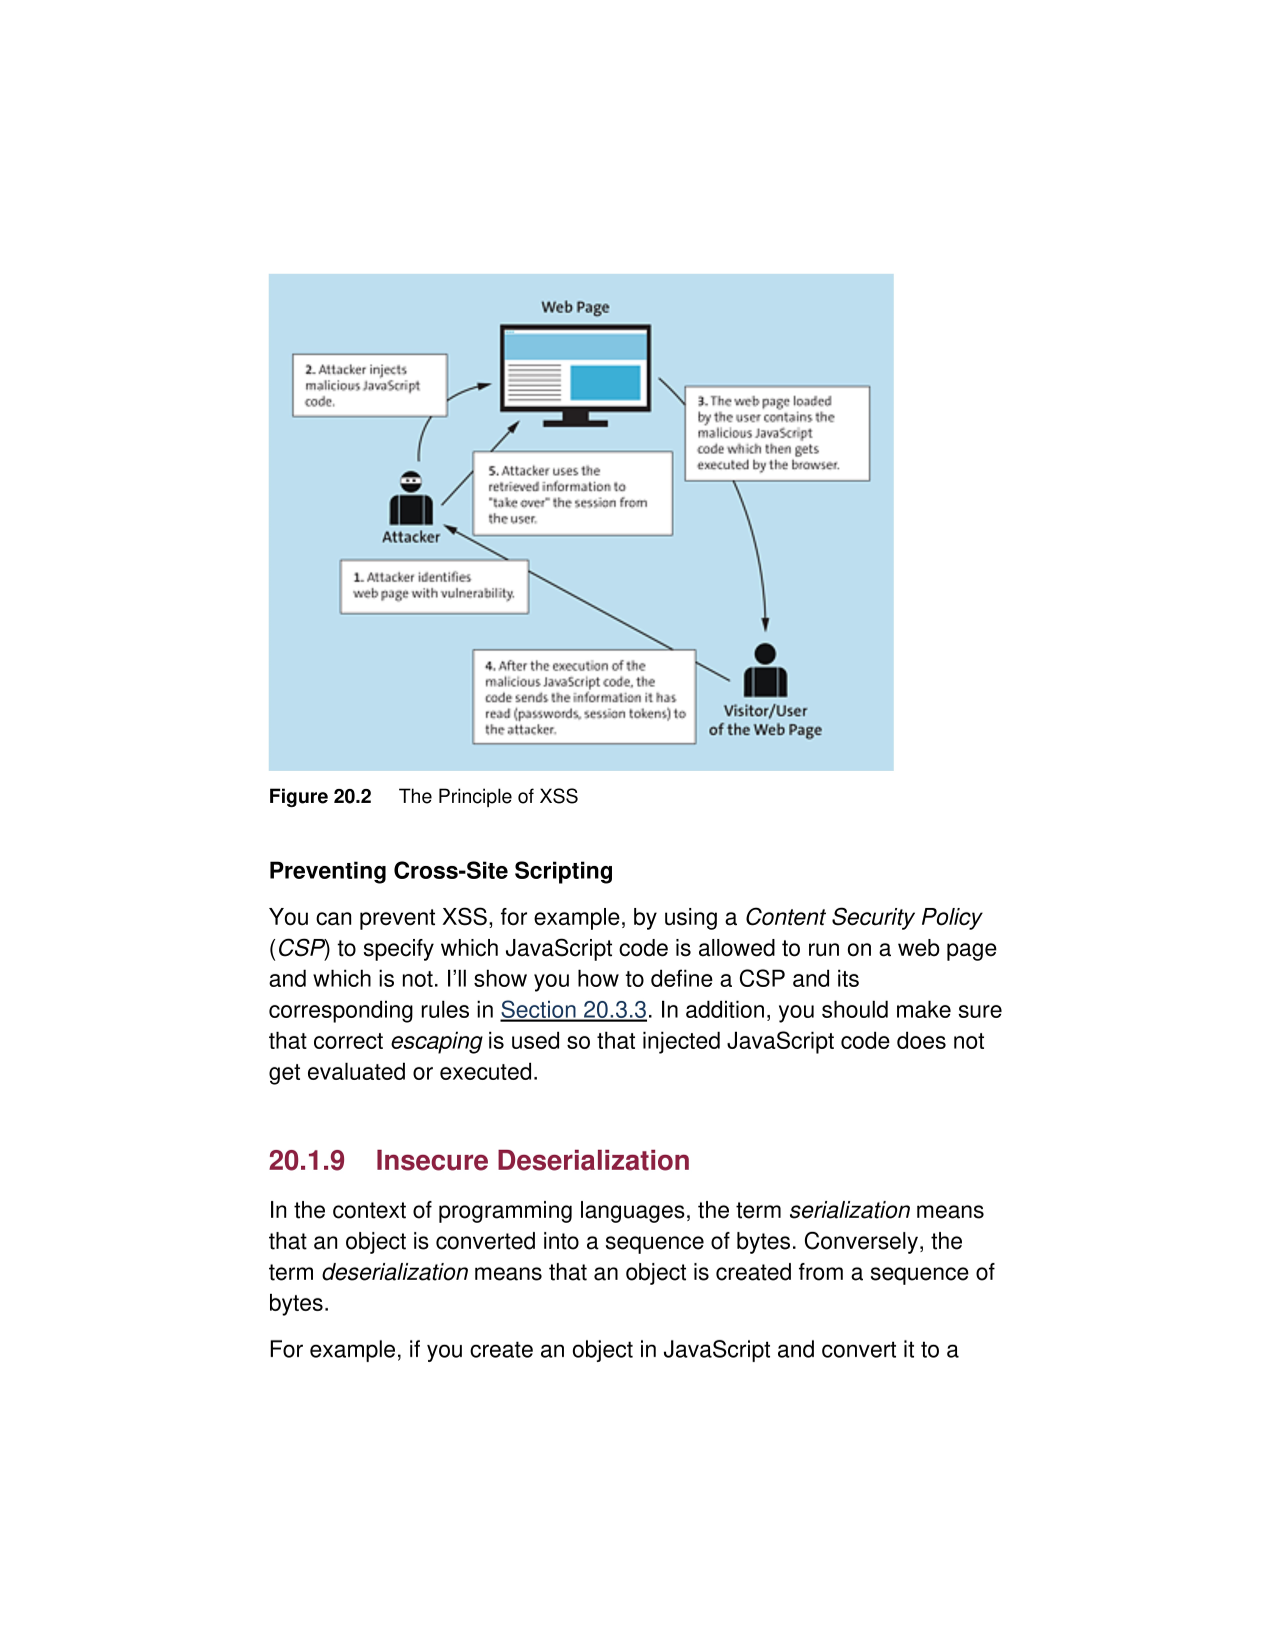 Web Page
2. Attacker injects
malicious JavaScript
code.
3. The web page loaded
by the user contains the
malicious JavaScript
code which then gets
executed by the browser.
5. Attacker uses the
retrieved information to
"take over" the session from
the user.
Attacker
1. Attacker identifies
web page with vulnerability.
4. After the execution of the
malicious JavaScript code, the
code sends the information it has
read (passwords, session tokens) to
the attacker.
Visitor/User
of the Web Page
Figure 20.2 The Principle of XSS
Preventing Cross-Site Scripting
You can prevent XSS, for example, by using a Content Security Policy
(CSP) to specify which JavaScript code is allowed to run on a web page
and which is not. I’ll show you how to define a CSP and its
corresponding rules in Section 20.3.3. In addition, you should make sure
that correct escaping is used so that injected JavaScript code does not
get evaluated or executed.
20.1.9 Insecure Deserialization
In the context of programming languages, the term serialization means
that an object is converted into a sequence of bytes. Conversely, the
term deserialization means that an object is created from a sequence of
bytes.
For example, if you create an object in JavaScript and convert it to a